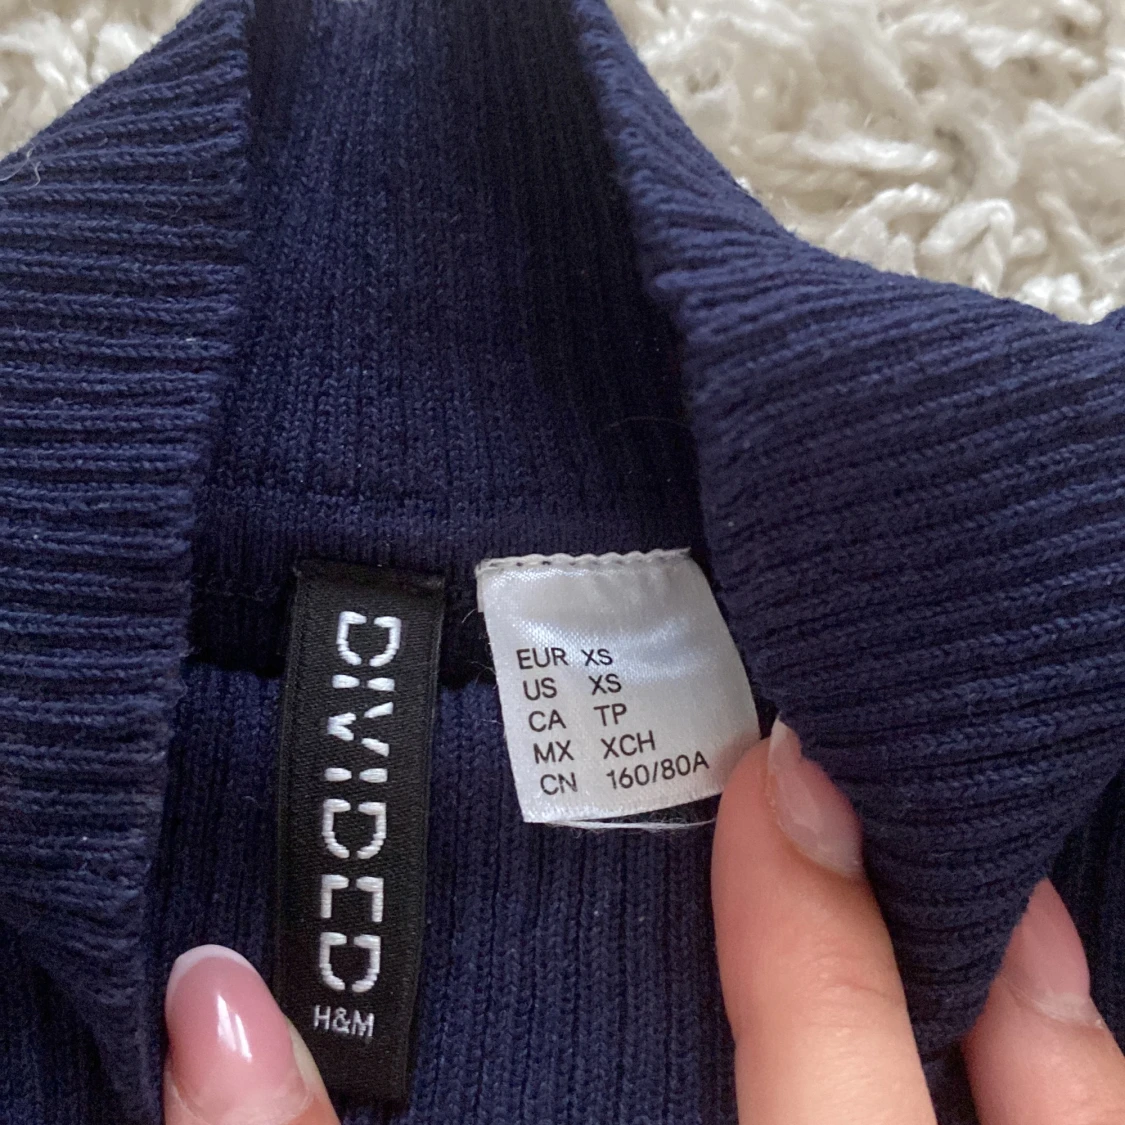 DIVIDED
H&M
EUR XS
US XS
CA TP
MX XCH
CN 160/80A